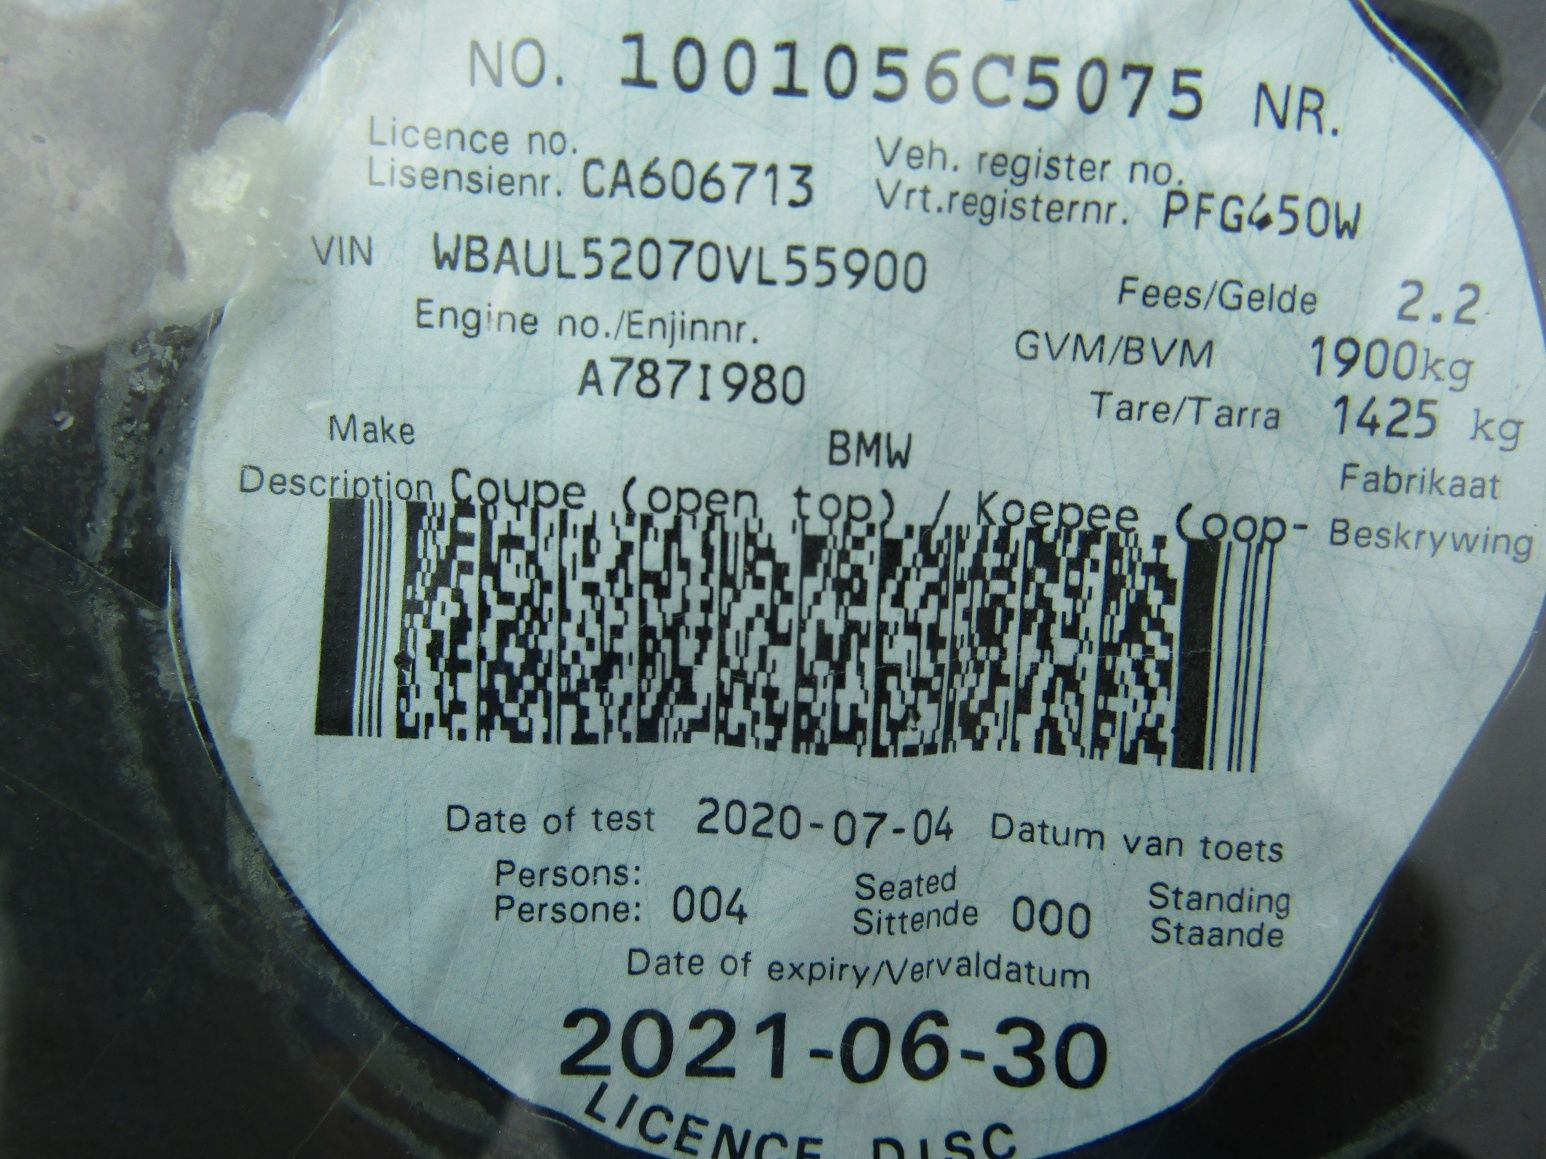 NO. 1001056C5075 NR.
Licence no.
Lisensienr. CA606713
Veh. register no.
Vrt.registernr. PFG450W
VIN WBAUL52070VL55900
Fees/Gelde 2.2
Engine no./Enjinnr.
A7871980
GVM/BVM 1900kg
Tare/Tarra 1425 kg
Make BMW Fabrikaat
Description Coupe (open top) / Koepee (oop- Beskrywing
Date of test 2020-07-04 Datum van toets
Persons:
Persone: 004
Seated
Sittende 000
Standing
Staande
Date of expiry/Vervaldatum
2021-06-30
LICENCE DISC